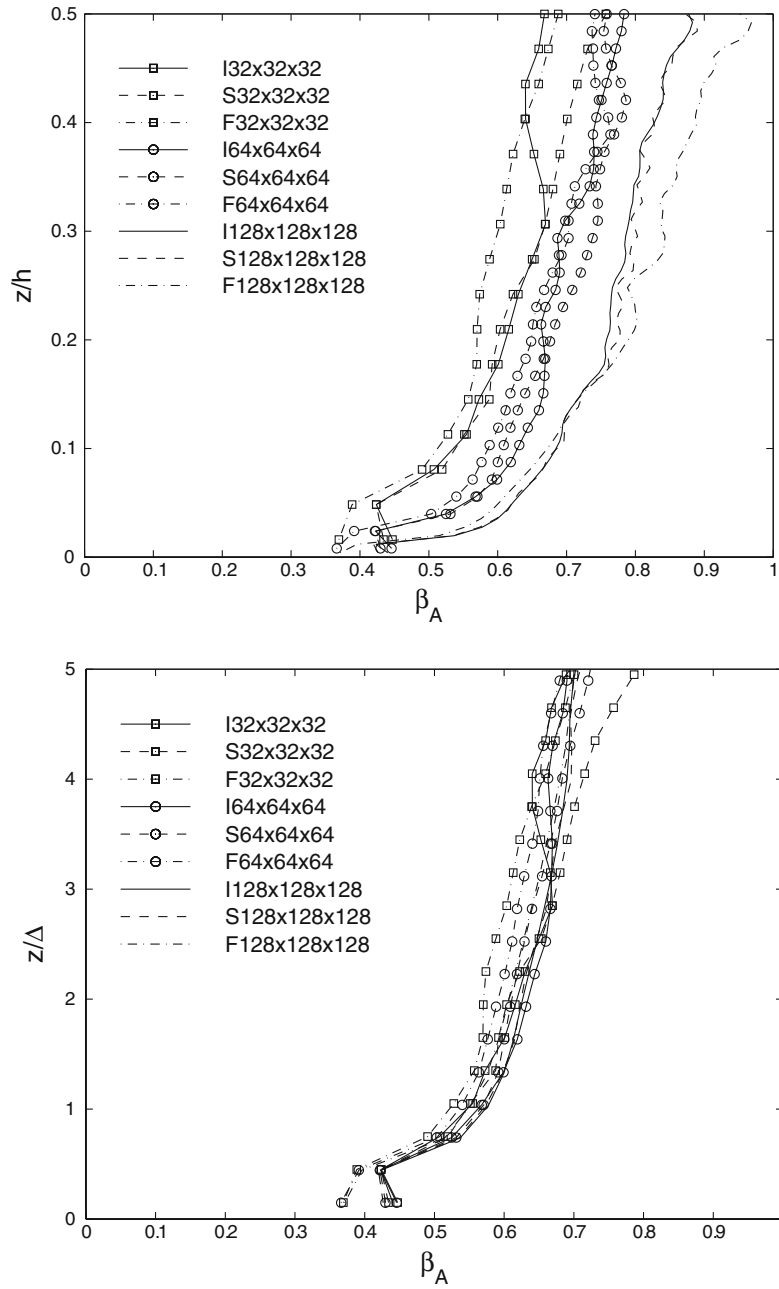 0.5
0.4
0.3
0.2
0.1
0
z/h
I32x32x32
S32x32x32
F32x32x32
I64x64x64
S64x64x64
F64x64x64
I128x128x128
S128x128x128
F128x128x128
0 0.1 0.2 0.3 0.4 0.5 0.6 0.7 0.8 0.9 1
β_A
5
4
3
2
1
0
z/Δ
I32x32x32
S32x32x32
F32x32x32
I64x64x64
S64x64x64
F64x64x64
I128x128x128
S128x128x128
F128x128x128
0 0.1 0.2 0.3 0.4 0.5 0.6 0.7 0.8 0.9
β_A